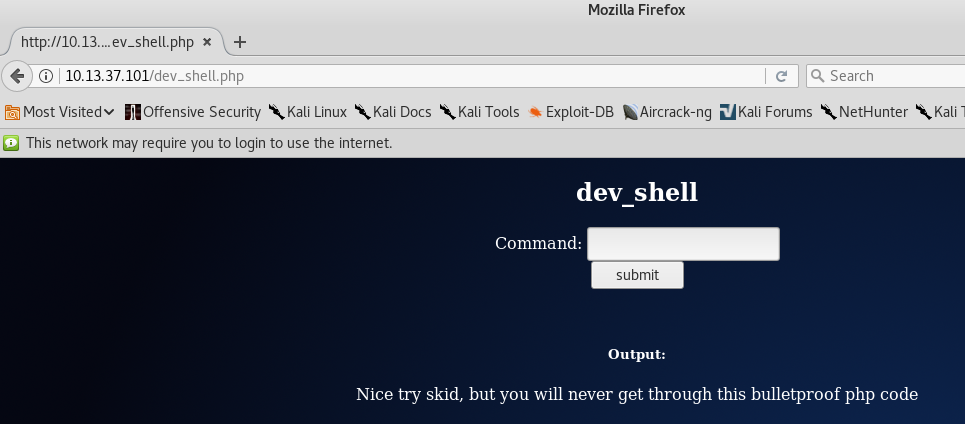 Mozilla Firefox
http://10.13....ev_shell.php × +
10.13.37.101/dev_shell.php Search
Most Visited Offensive Security Kali Linux Kali Docs Kali Tools Exploit-DB Aircrack-ng Kali Forums NetHunter Kali T
This network may require you to login to use the internet.
dev_shell
Command:
submit
Output:
Nice try skid, but you will never get through this bulletproof php code